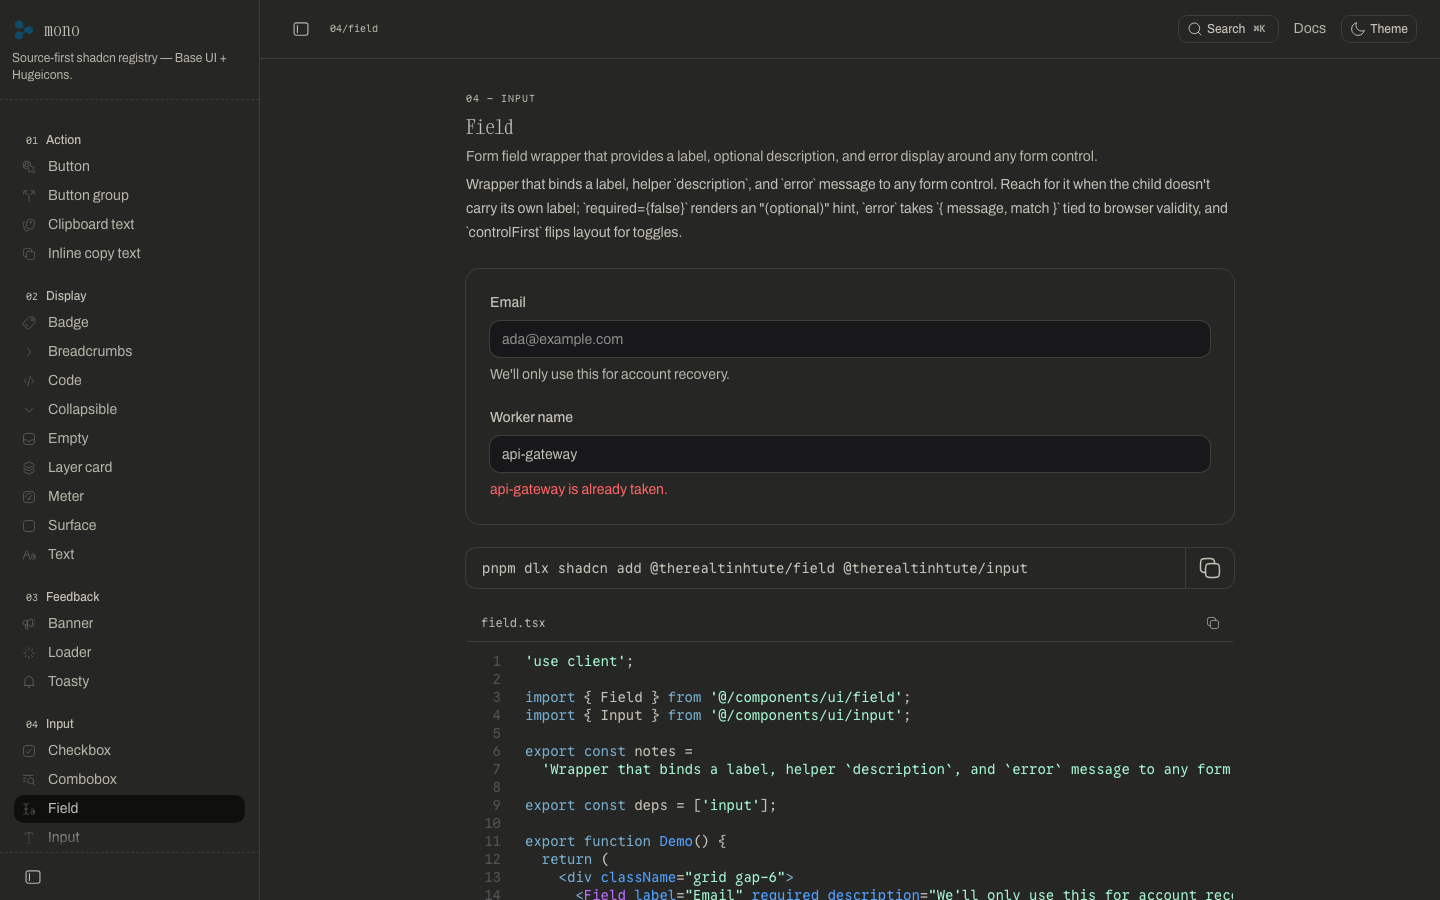 mono
Source-first shadcn registry — Base UI +
Hugeicons.
01 Action
Button
Button group
Clipboard text
Inline copy text
02 Display
Badge
Breadcrumbs
Code
Collapsible
Empty
Layer card
Meter
Surface
Text
03 Feedback
Banner
Loader
Toasty
04 Input
Checkbox
Combobox
Field
Input
04/field
Search ⌘K
Docs
Theme
04 — INPUT
Field
Form field wrapper that provides a label, optional description, and error display around any form control.
Wrapper that binds a label, helper `description`, and `error` message to any form control. Reach for it when the child doesn't
carry its own label; `required={false}` renders an "(optional)" hint, `error` takes `{ message, match }` tied to browser validity, and
`controlFirst` flips layout for toggles.
Email
ada@example.com
We'll only use this for account recovery.
Worker name
api-gateway
api-gateway is already taken.
pnpm dlx shadcn add @therealtinhtute/field @therealtinhtute/input
field.tsx
1 'use client';
2
3 import { Field } from '@/components/ui/field';
4 import { Input } from '@/components/ui/input';
5
6 export const notes =
7 'Wrapper that binds a label, helper `description`, and `error` message to any form
8
9 export const deps = ['input'];
10
11 export function Demo() {
12 return (
13 <div className="grid gap-6">
14 <Field label="Email" required description="We'll only use this for account reco